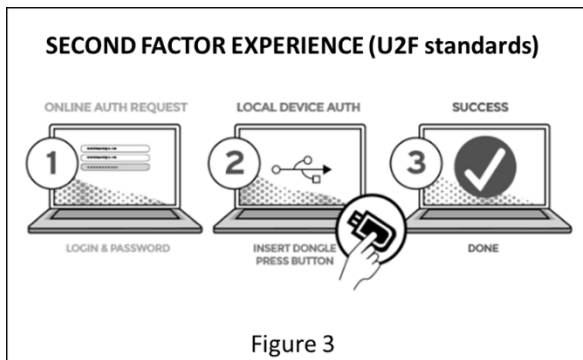 SECOND FACTOR EXPERIENCE (U2F standards)
ONLINE AUTH REQUEST
LOCAL DEVICE AUTH
SUCCESS
1
2
3
LOGIN & PASSWORD
INSERT DONGLE
PRESS BUTTON
DONE
Figure 3